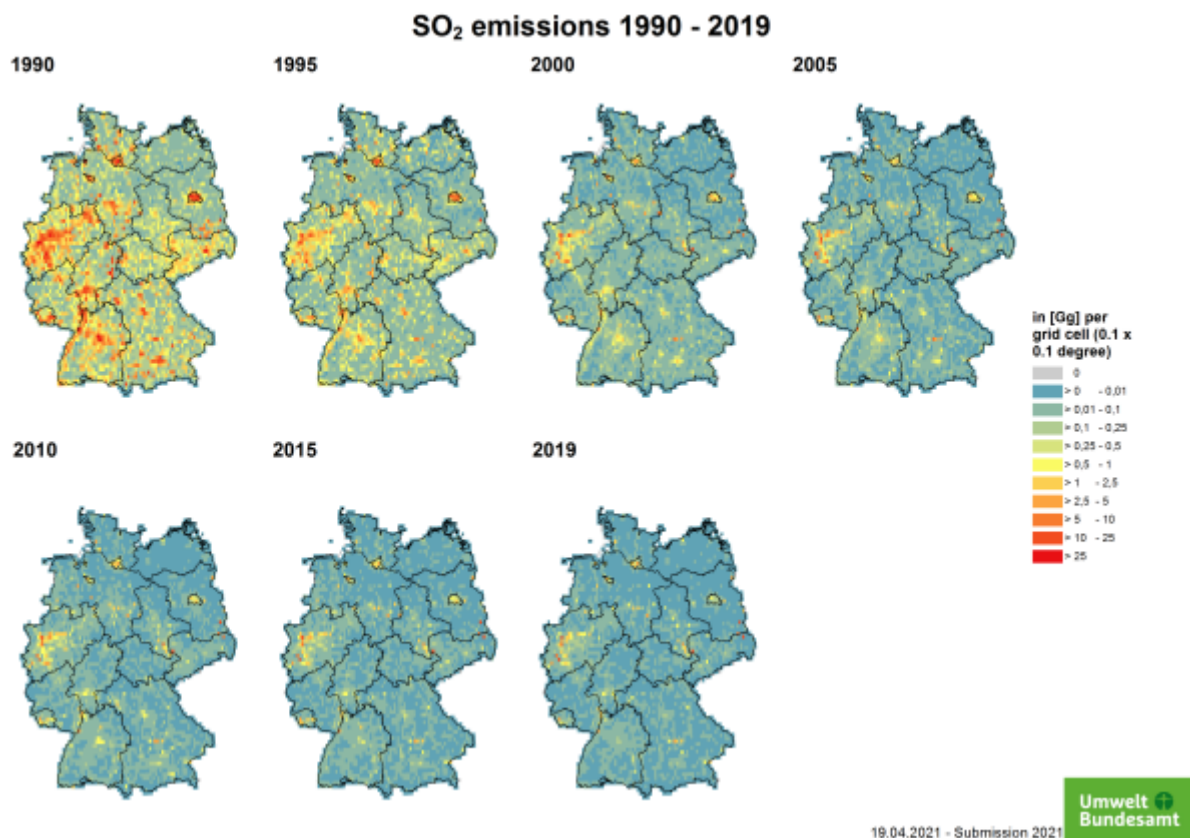 SO₂ emissions 1990 - 2019
1990
1995
2000
2005
in [Gg] per
grid cell (0.1 x
0.1 degree)
0
> 0 - 0,01
> 0,01 - 0,1
> 0,1 - 0,25
> 0,25 - 0,5
> 0,5 - 1
> 1 - 2,5
> 2,5 - 5
> 5 - 10
> 10 - 25
> 25
2010
2015
2019
Umwelt
Bundesamt
19.04.2021 - Submission 2021